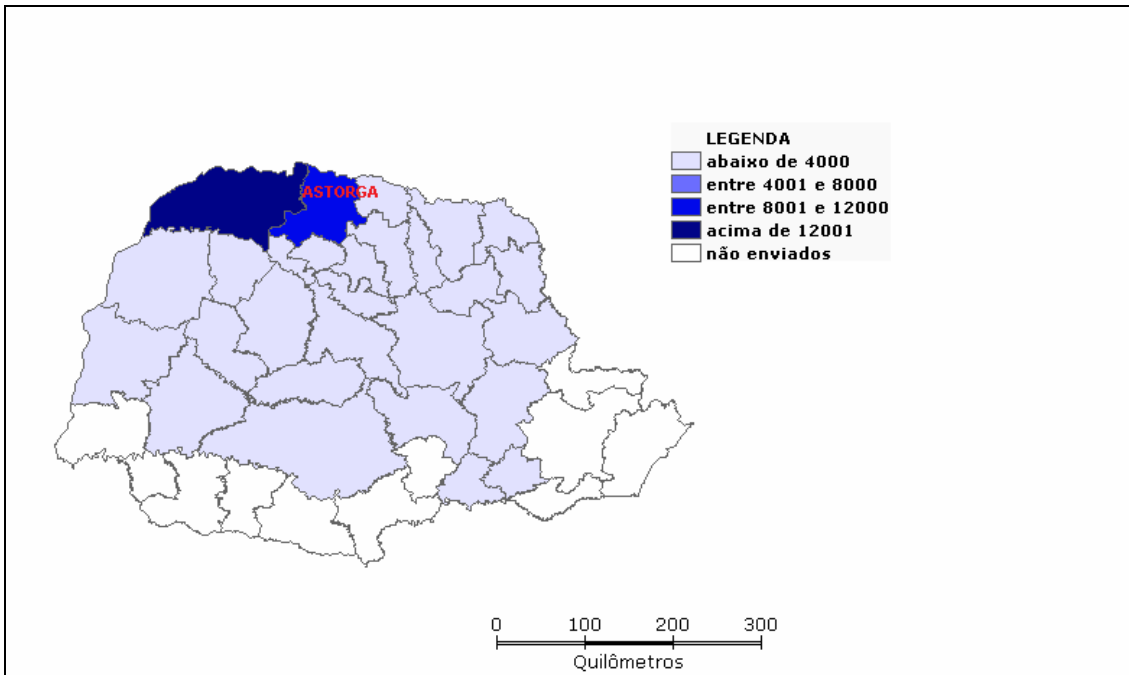 LEGENDA
abaixo de 4000
entre 4001 e 8000
entre 8001 e 12000
acima de 12001
não enviados
ASTORGA
0 100 200 300
Quilômetros